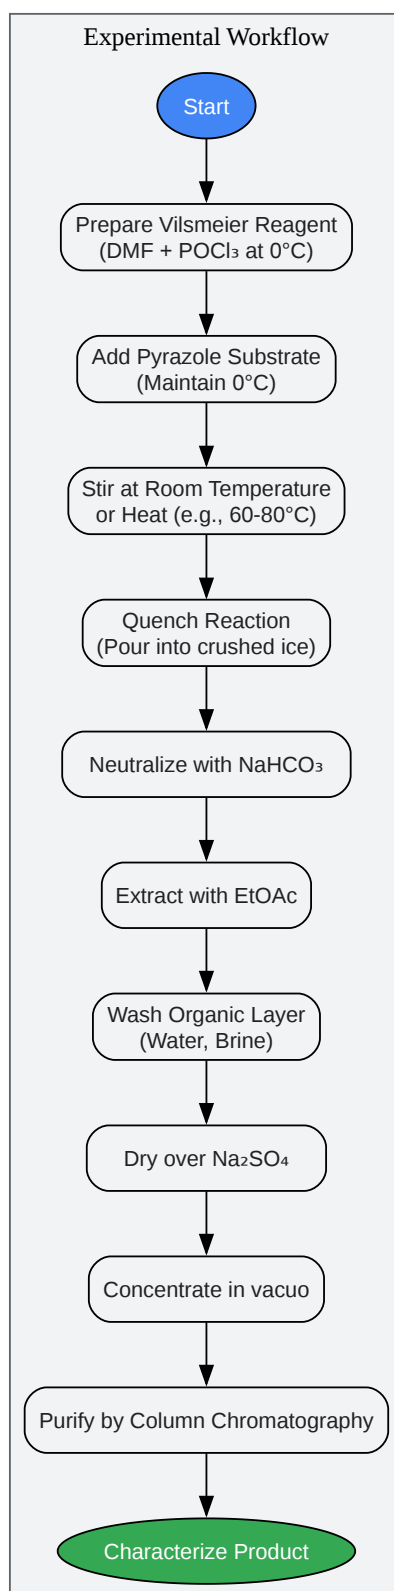 Experimental Workflow
Start
Prepare Vilsmeier Reagent
(DMF + POCl₃ at 0°C)
Add Pyrazole Substrate
(Maintain 0°C)
Stir at Room Temperature
or Heat (e.g., 60-80°C)
Quench Reaction
(Pour into crushed ice)
Neutralize with NaHCO₃
Extract with EtOAc
Wash Organic Layer
(Water, Brine)
Dry over Na₂SO₄
Concentrate in vacuo
Purify by Column Chromatography
Characterize Product